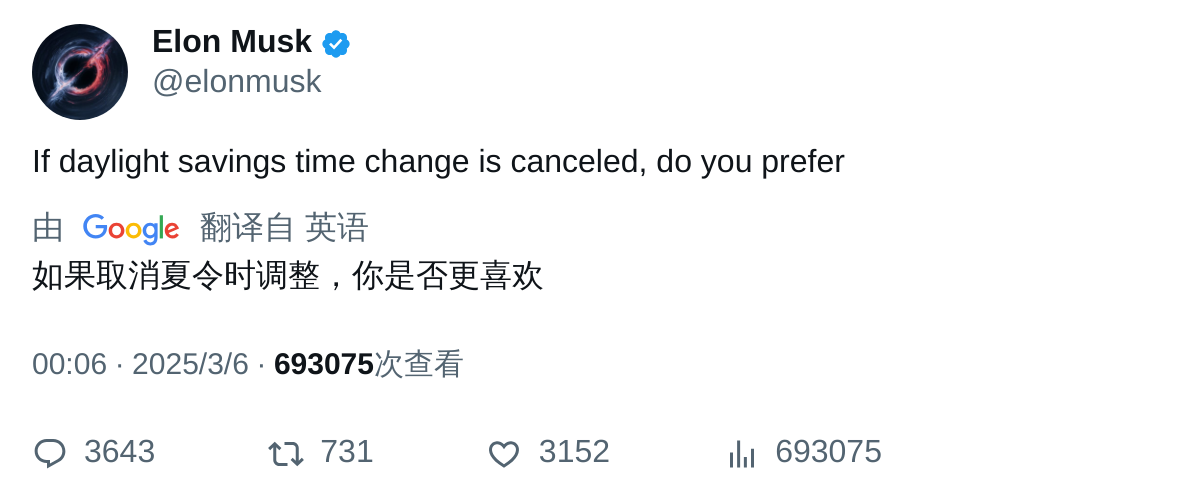 Elon Musk
@elonmusk
If daylight savings time change is canceled, do you prefer
由 Google 翻译自 英语
如果取消夏令时调整，你是否更喜欢
00:06 · 2025/3/6 · 693075次查看
3643 731 3152 693075